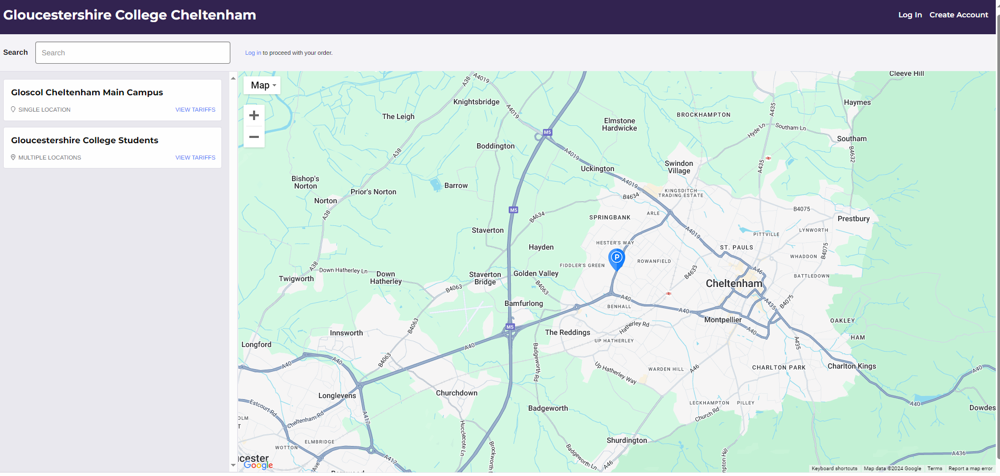 Gloucestershire College Cheltenham
Log In Create Account
Search
Search
Log in to proceed with your order.
Gloscol Cheltenham Main Campus
SINGLE LOCATION
VIEW TARIFFS
Gloucestershire College Students
MULTIPLE LOCATIONS
VIEW TARIFFS
Map
Cleeve Hill
A38
A4019
Knightsbridge
A4019
The Leigh
Haymes
A435
BROCKHAMPTON
Elmstone
Hardwicke
Hyde Ln
Southam Ln
M5
Southam
Boddington
A38
A4019
B4632
A435
Swindon
Village
Uckington
Bishop's
Norton
Barrow
A4019
Prior's Norton
KINGSDITCH
TRADING ESTATE
B4634
Norton
A38
M5
B4634
SPRINGBANK
ARLE
B4075
Prestbury
Staverton
A4019
PITTVILLE
LYNWORTH
HESTER'S WAY
Hayden
ST. PAULS
B4075
P
ROWANFIELD
WHADDON
A38
FIDDLER'S GREEN
Down Hatherley Ln
Twigworth
Down
Hatherley
Staverton
Bridge
Golden Valley
B4633
A46
BATTLEDOWN
Cheltenham
B4063
B4063
Bamfurlong
A40
BENHALL
A435
B4075
A40
Montpellier
OAKLEY
B4063
M5
Hatherley Rd
A40
Innsworth
The Reddings
HAM
UP HATHERLEY
A435
Longford
A40
Badgeworth Rd
A40
A40
B4063
Up Hatherley Way
WARDEN HILL
A46
CHARLTON PARK
Charlton Kings
A40
Longlevens
Churchdown
LECKHAMPTON
PILLEY
A40
Estcourt Rd
Badgeworth
Dowdes
Cheltenham Rd
A417
Church Rd
OLM
T
Hucclecote Ln
ELMBRIDGE
WOTTON
Shurdington
Brockworth
Badgeworth Ln
A46
A417
A436
ucester
Google
Ave
Keyboard shortcuts Map data ©2024 Google Terms Report a map error